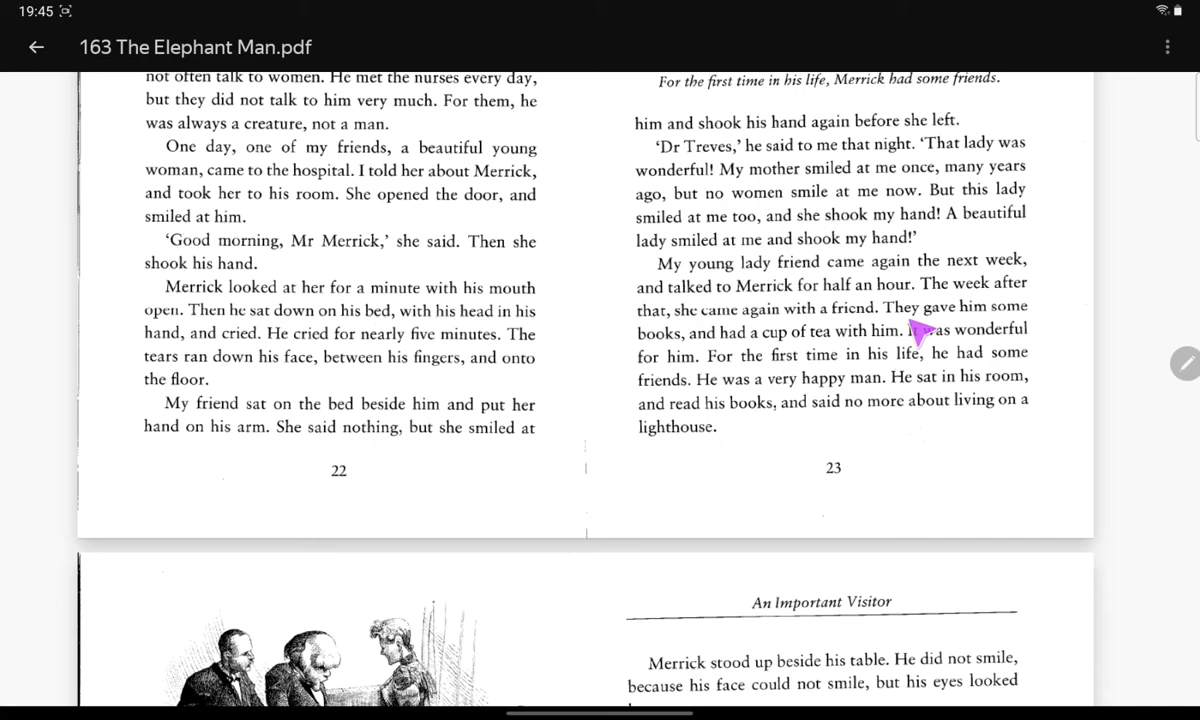 19:45
163 The Elephant Man.pdf
not often talk to women. He met the nurses every day,
but they did not talk to him very much. For them, he
was always a creature, not a man.
One day, one of my friends, a beautiful young
woman, came to the hospital. I told her about Merrick,
and took her to his room. She opened the door, and
smiled at him.
‘Good morning, Mr Merrick,’ she said. Then she
shook his hand.
Merrick looked at her for a minute with his mouth
open. Then he sat down on his bed, with his head in his
hand, and cried. He cried for nearly five minutes. The
tears ran down his face, between his fingers, and onto
the floor.
My friend sat on the bed beside him and put her
hand on his arm. She said nothing, but she smiled at
22
For the first time in his life, Merrick had some friends.
him and shook his hand again before she left.
‘Dr Treves,’ he said to me that night. ‘That lady was
wonderful! My mother smiled at me once, many years
ago, but no women smile at me now. But this lady
smiled at me too, and she shook my hand! A beautiful
lady smiled at me and shook my hand!’
My young lady friend came again the next week,
and talked to Merrick for half an hour. The week after
that, she came again with a friend. They gave him some
books, and had a cup of tea with him. It was wonderful
for him. For the first time in his life, he had some
friends. He was a very happy man. He sat in his room,
and read his books, and said no more about living on a
lighthouse.
23
An Important Visitor
Merrick stood up beside his table. He did not smile,
because his face could not smile, but his eyes looked